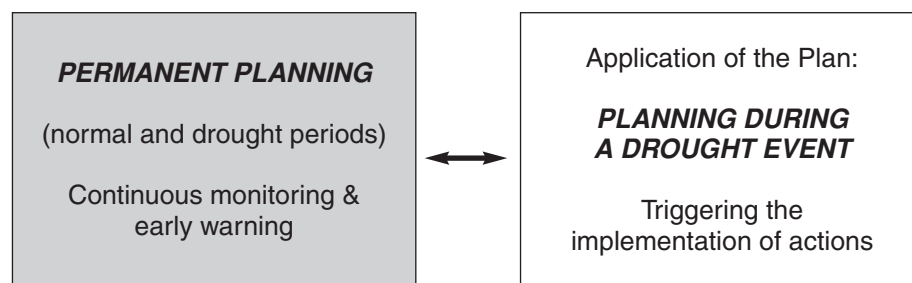 PERMANENT PLANNING
(normal and drought periods)
Continuous monitoring &
early warning
Application of the Plan:
PLANNING DURING
A DROUGHT EVENT
Triggering the
implementation of actions